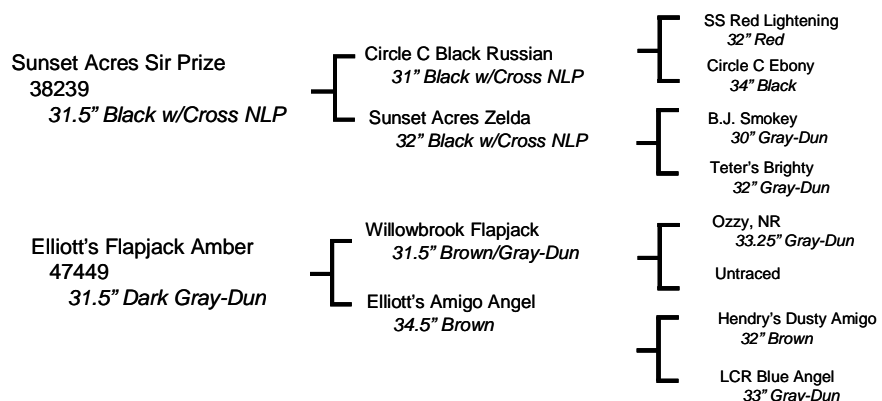 Sunset Acres Sir Prize
38239
31.5” Black w/Cross NLP
Elliott’s Flapjack Amber
47449
31.5” Dark Gray-Dun
Circle C Black Russian
31” Black w/Cross NLP
Sunset Acres Zelda
32” Black w/Cross NLP
Willowbrook Flapjack
31.5” Brown/Gray-Dun
Elliott’s Amigo Angel
34.5” Brown
SS Red Lightening
32” Red
Circle C Ebony
34” Black
B.J. Smokey
30” Gray-Dun
Teter’s Brighty
32” Gray-Dun
Ozzy, NR
33.25” Gray-Dun
Untraced
Hendry’s Dusty Amigo
32” Brown
LCR Blue Angel
33” Gray-Dun